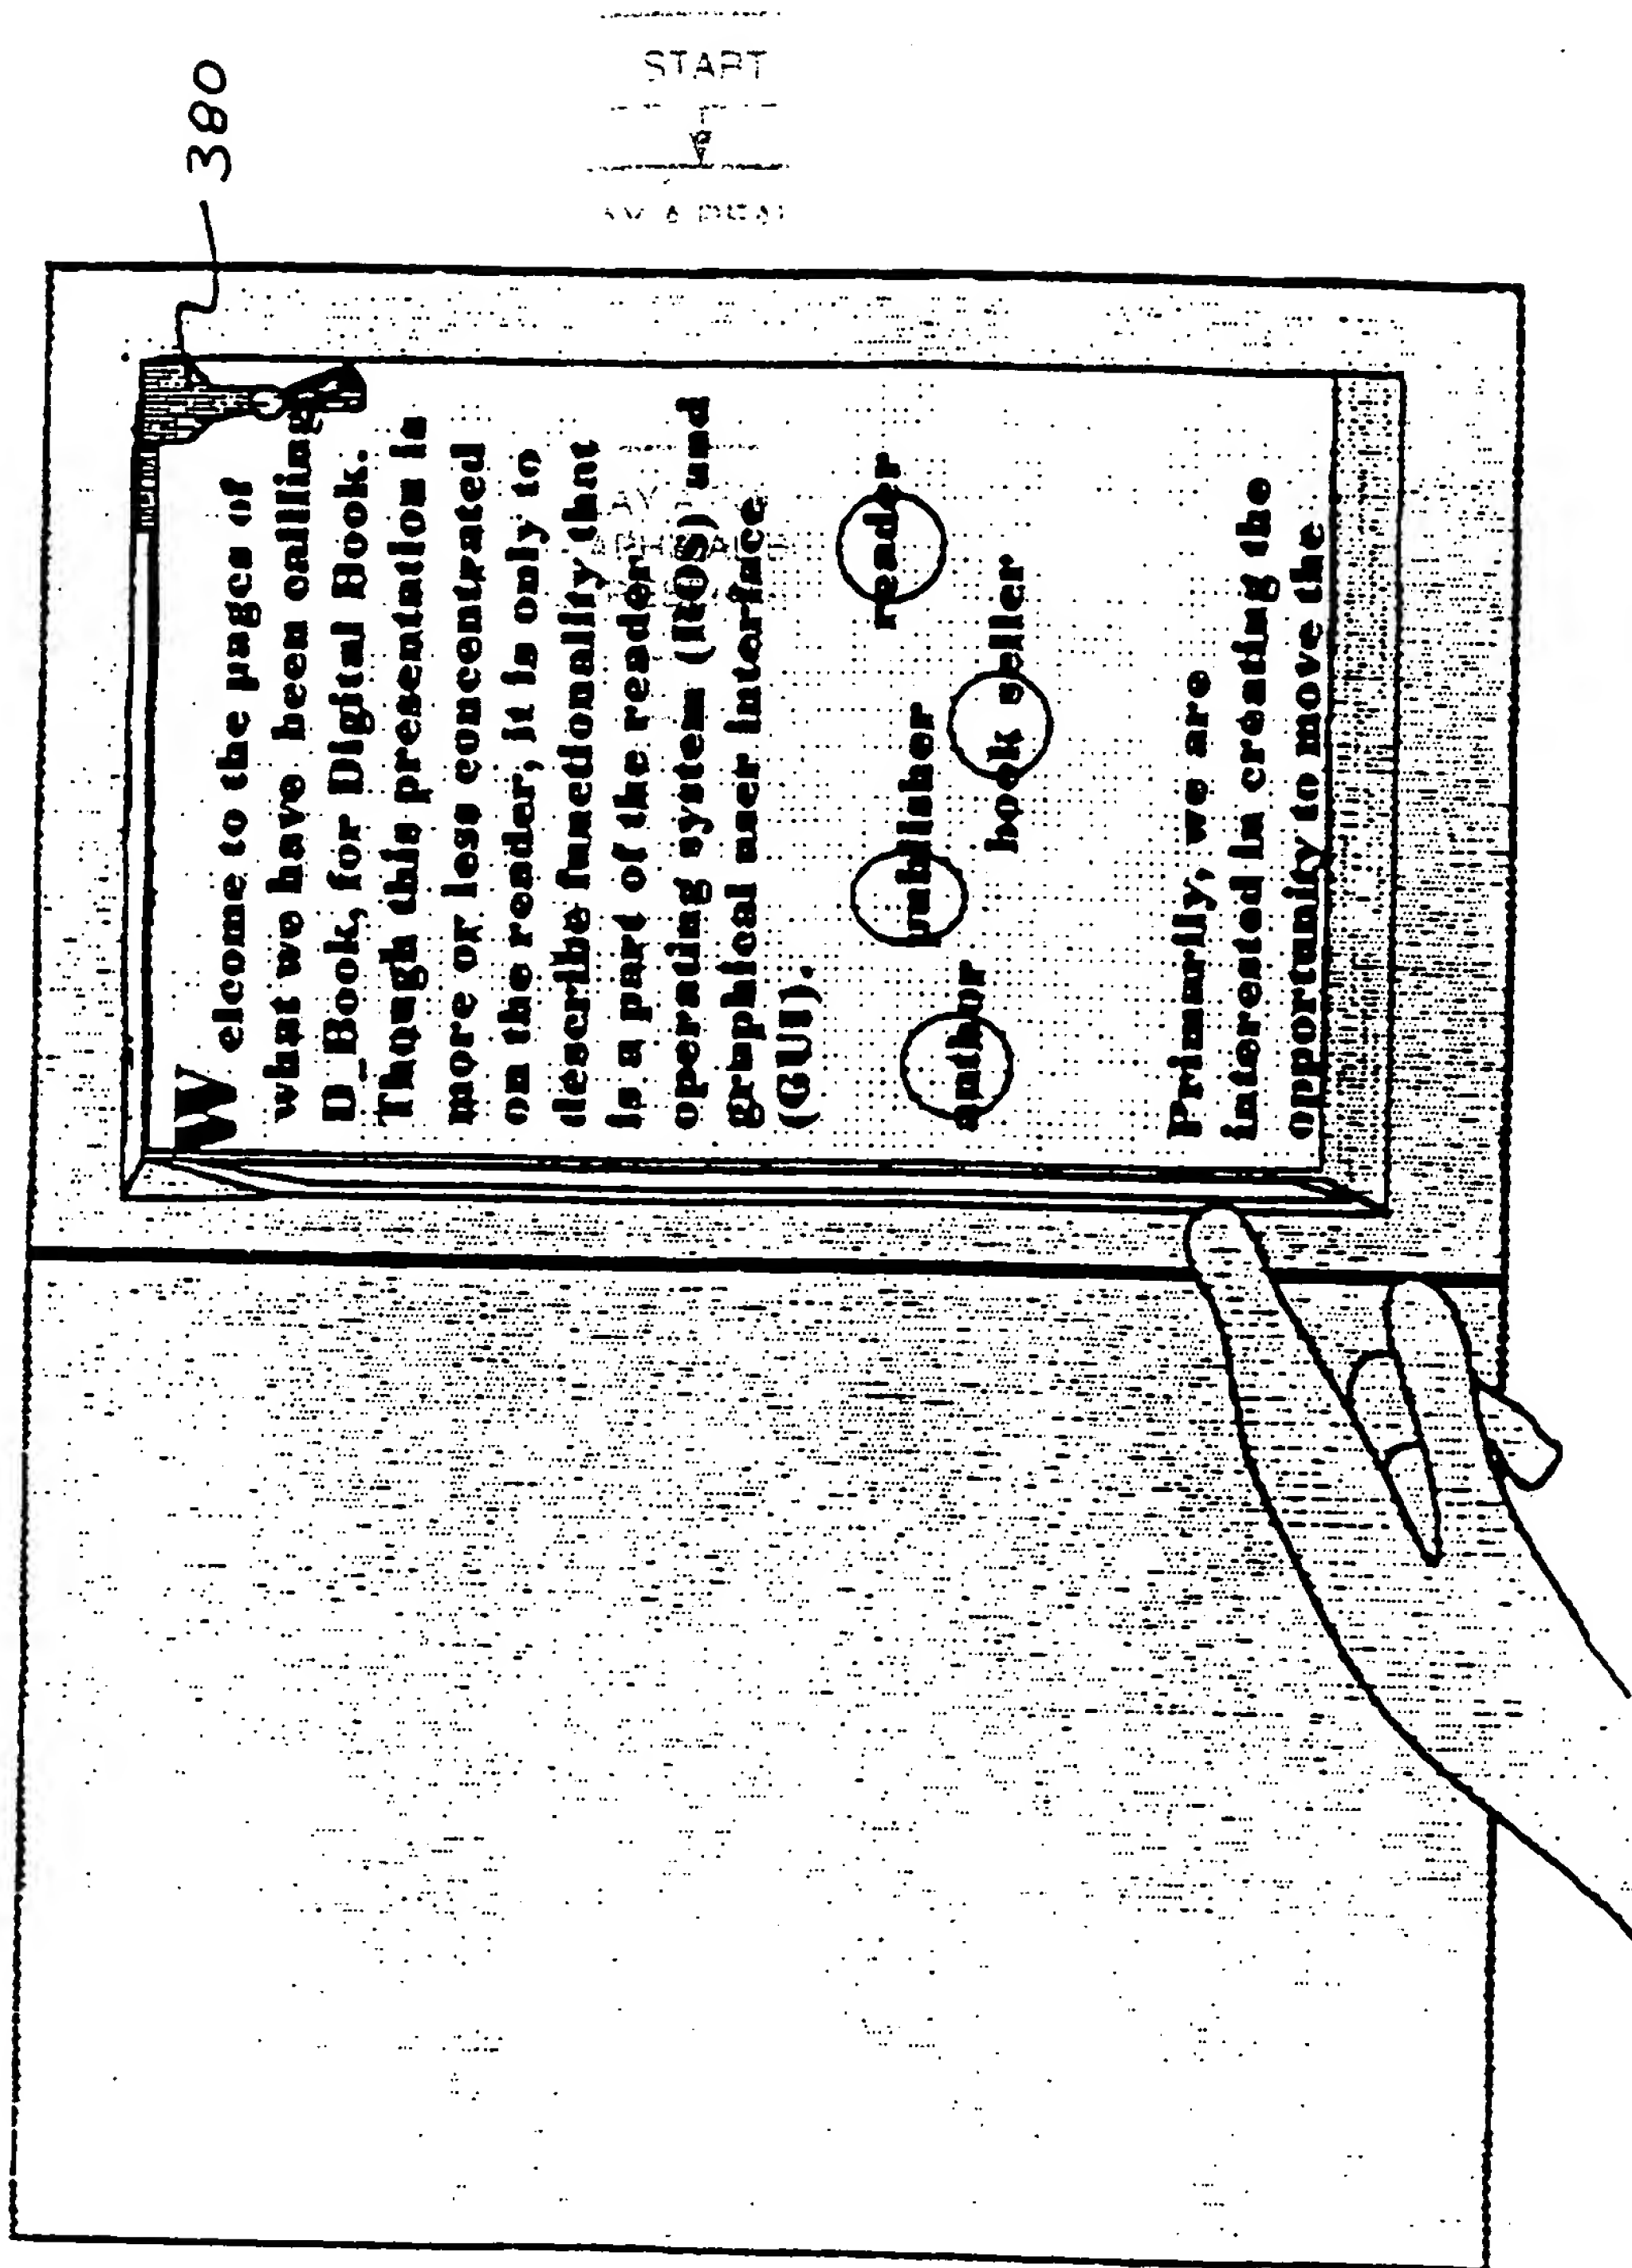 380
START
menu
Welcome to the pages of
what we have been calling
D_Book, for Digital Book.
Though this presentation is
more or less concentrated
on the reader, it is only to
describe functionality that
is a part of the reader
operating system (ROS) and
graphical user interface
(GUI).
author
publisher
book seller
reader
Primarily, we are
interested in creating the
opportunity to move the